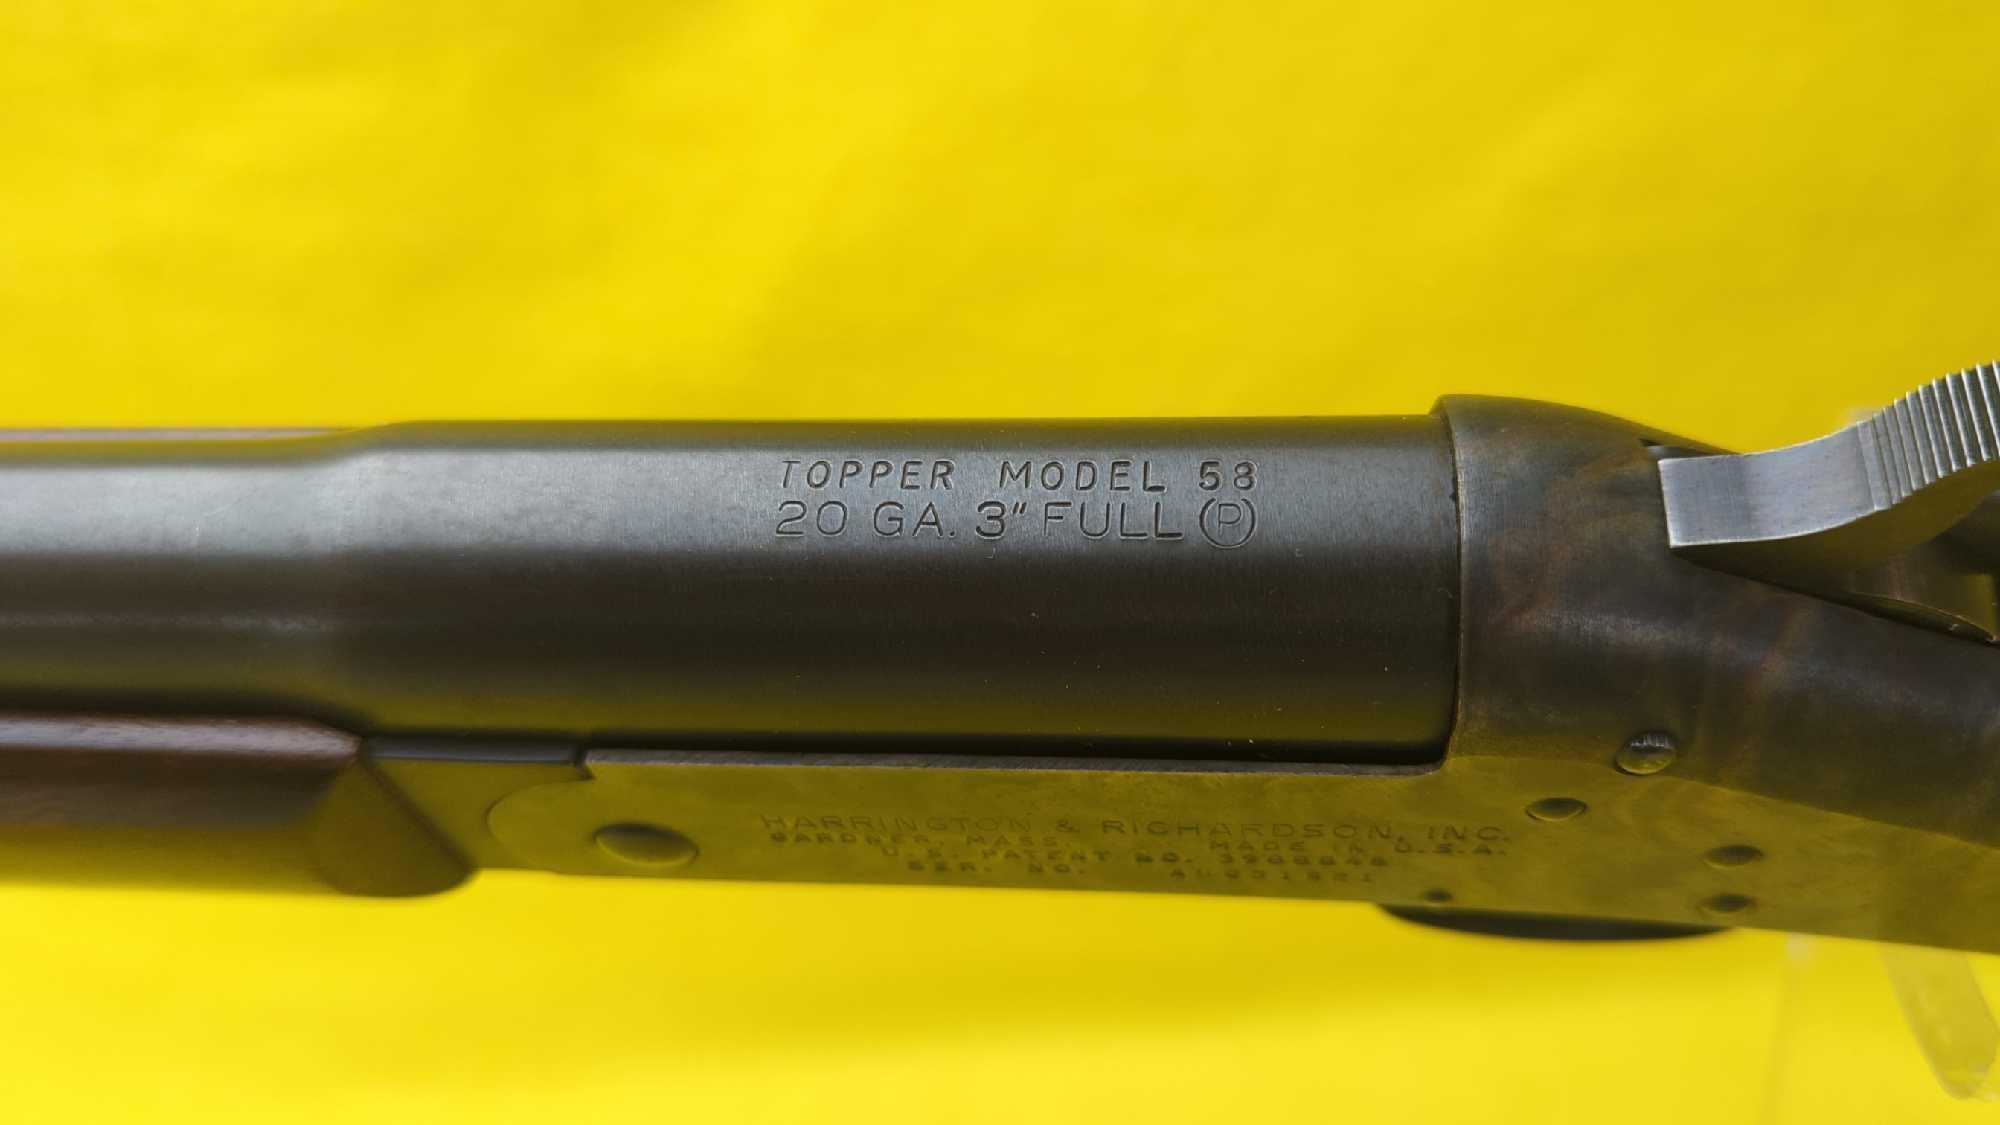 TOPPER MODEL 58
20 GA. 3" FULL Ⓟ
HARRINGTON & RICHARDSON, INC.
GARDNER, MASS. MADE IN U.S.A.
U.S. PATENT NO.
SER. NO.